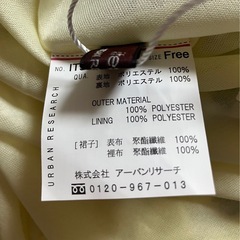 NO. IT
SIZE Free
QUA. 表地 ポリエステル 100%
裏地 ポリエステル 100%
OUTER MATERIAL
100% POLYESTER
LINING 100% POLYESTER
[裙子] 表布 聚酯纖維 100%
裡布 聚酯纖維 100%
株式会社 アーバンリサーチ
0120-967-013
URBAN RESEARCH